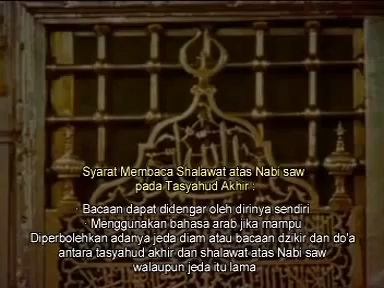 Syarat Membaca Shalawat atas Nabi saw
pada Tasyahud Akhir :
· Bacaan dapat didengar oleh dirinya sendiri
· Menggunakan bahasa arab jika mampu
· Diperbolehkan adanya jeda diam atau bacaan dzikir dan do'a
antara tasyahud akhir dan shalawat atas Nabi saw
walaupun jeda itu lama